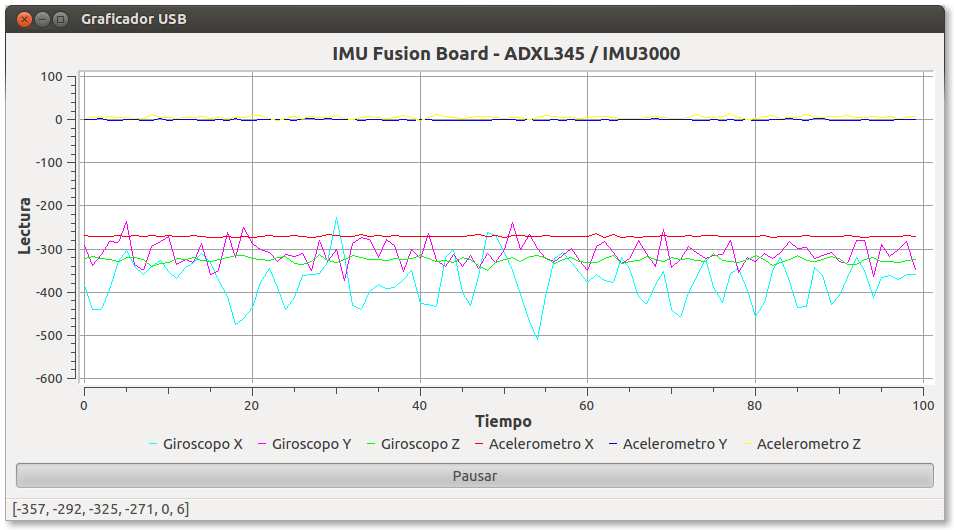 Graficador USB
IMU Fusion Board - ADXL345 / IMU3000
Lectura
100
0
-100
-200
-300
-400
-500
-600
0 20 40 60 80 100
Tiempo
Giroscopo X Giroscopo Y Giroscopo Z Acelerometro X Acelerometro Y Acelerometro Z
Pausar
[-357, -292, -325, -271, 0, 6]